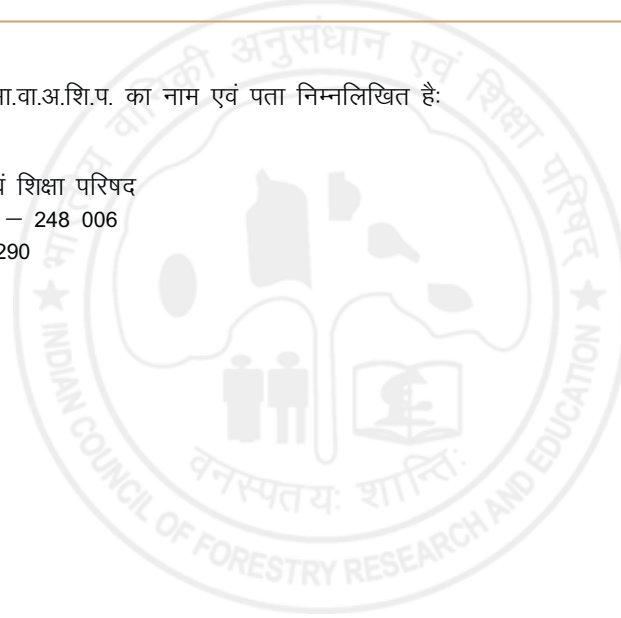 ा.वा.अ.शि.प. का नाम एवं पता निम्नलिखित है:
शिक्षा परिषद
– 248 006
290
भारतीय वानिकी अनुसंधान एवं शिक्षा परिषद
वनस्पतयः शान्तिः
INDIAN COUNCIL OF FORESTRY RESEARCH AND EDUCATION